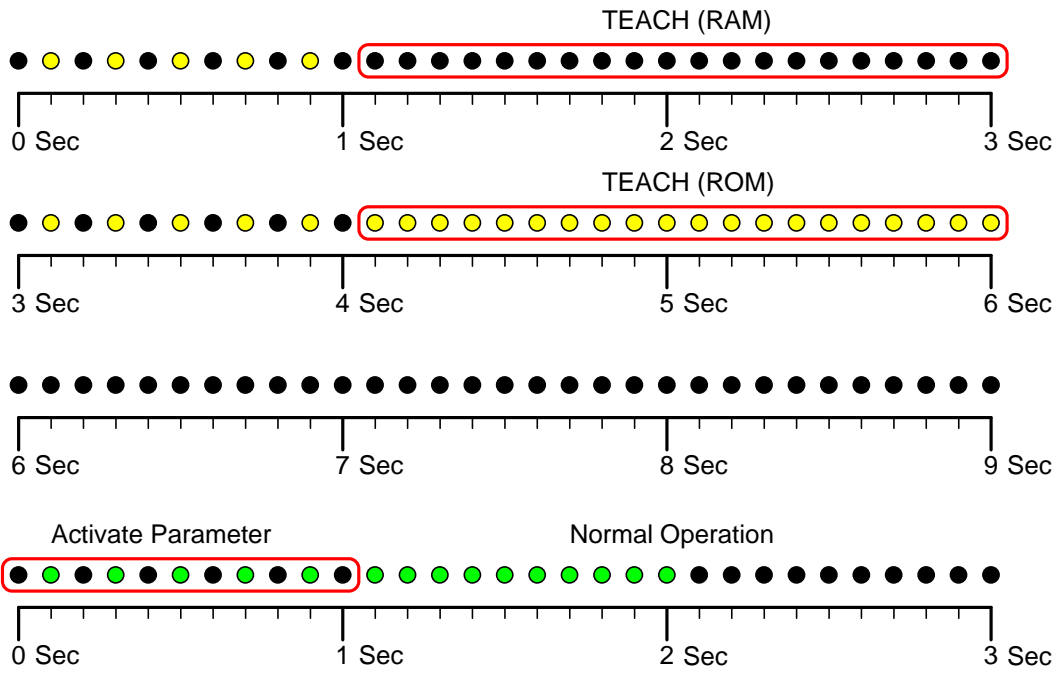 TEACH (RAM)
0 Sec 1 Sec 2 Sec 3 Sec
TEACH (ROM)
3 Sec 4 Sec 5 Sec 6 Sec
6 Sec 7 Sec 8 Sec 9 Sec
Activate Parameter Normal Operation
0 Sec 1 Sec 2 Sec 3 Sec